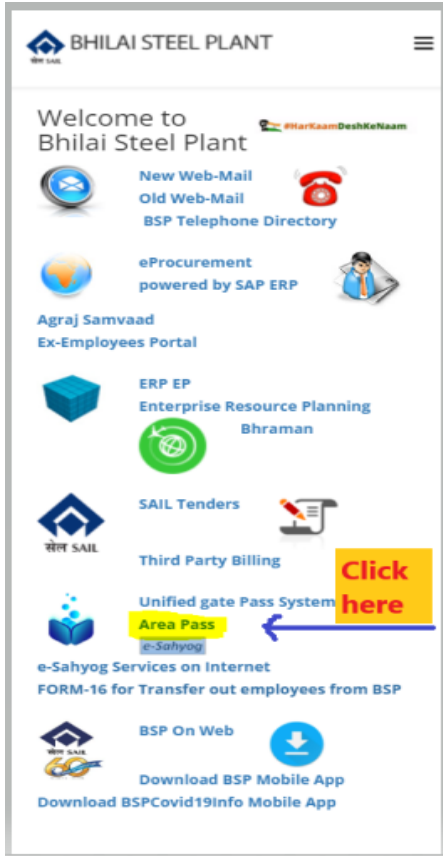 BHILAI STEEL PLANT
सेल SAIL
Welcome to
Bhilai Steel Plant
#HarKaamDeshKeNaam
New Web-Mail
Old Web-Mail
BSP Telephone Directory
eProcurement
powered by SAP ERP
Agraj Samvaad
Ex-Employees Portal
ERP EP
Enterprise Resource Planning
Bhraman
SAIL Tenders
सेल SAIL
Third Party Billing
Click
here
Unified gate Pass System
Area Pass
e-Sahyog
e-Sahyog Services on Internet
FORM-16 for Transfer out employees from BSP
BSP On Web
सेल SAIL
60
Download BSP Mobile App
Download BSPCovid19Info Mobile App